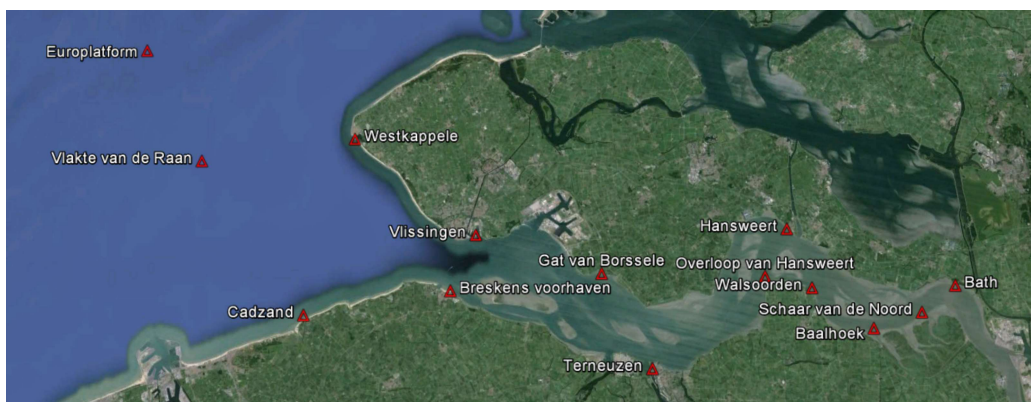 Europlatform
Westkappele
Vlakte van de Raan
Vlissingen
Hansweert
Gat van Borssele
Overloop van Hansweert
Breskens voorhaven
Walsoorden
Bath
Cadzand
Schaar van de Noord
Baalhoek
Terneuzen